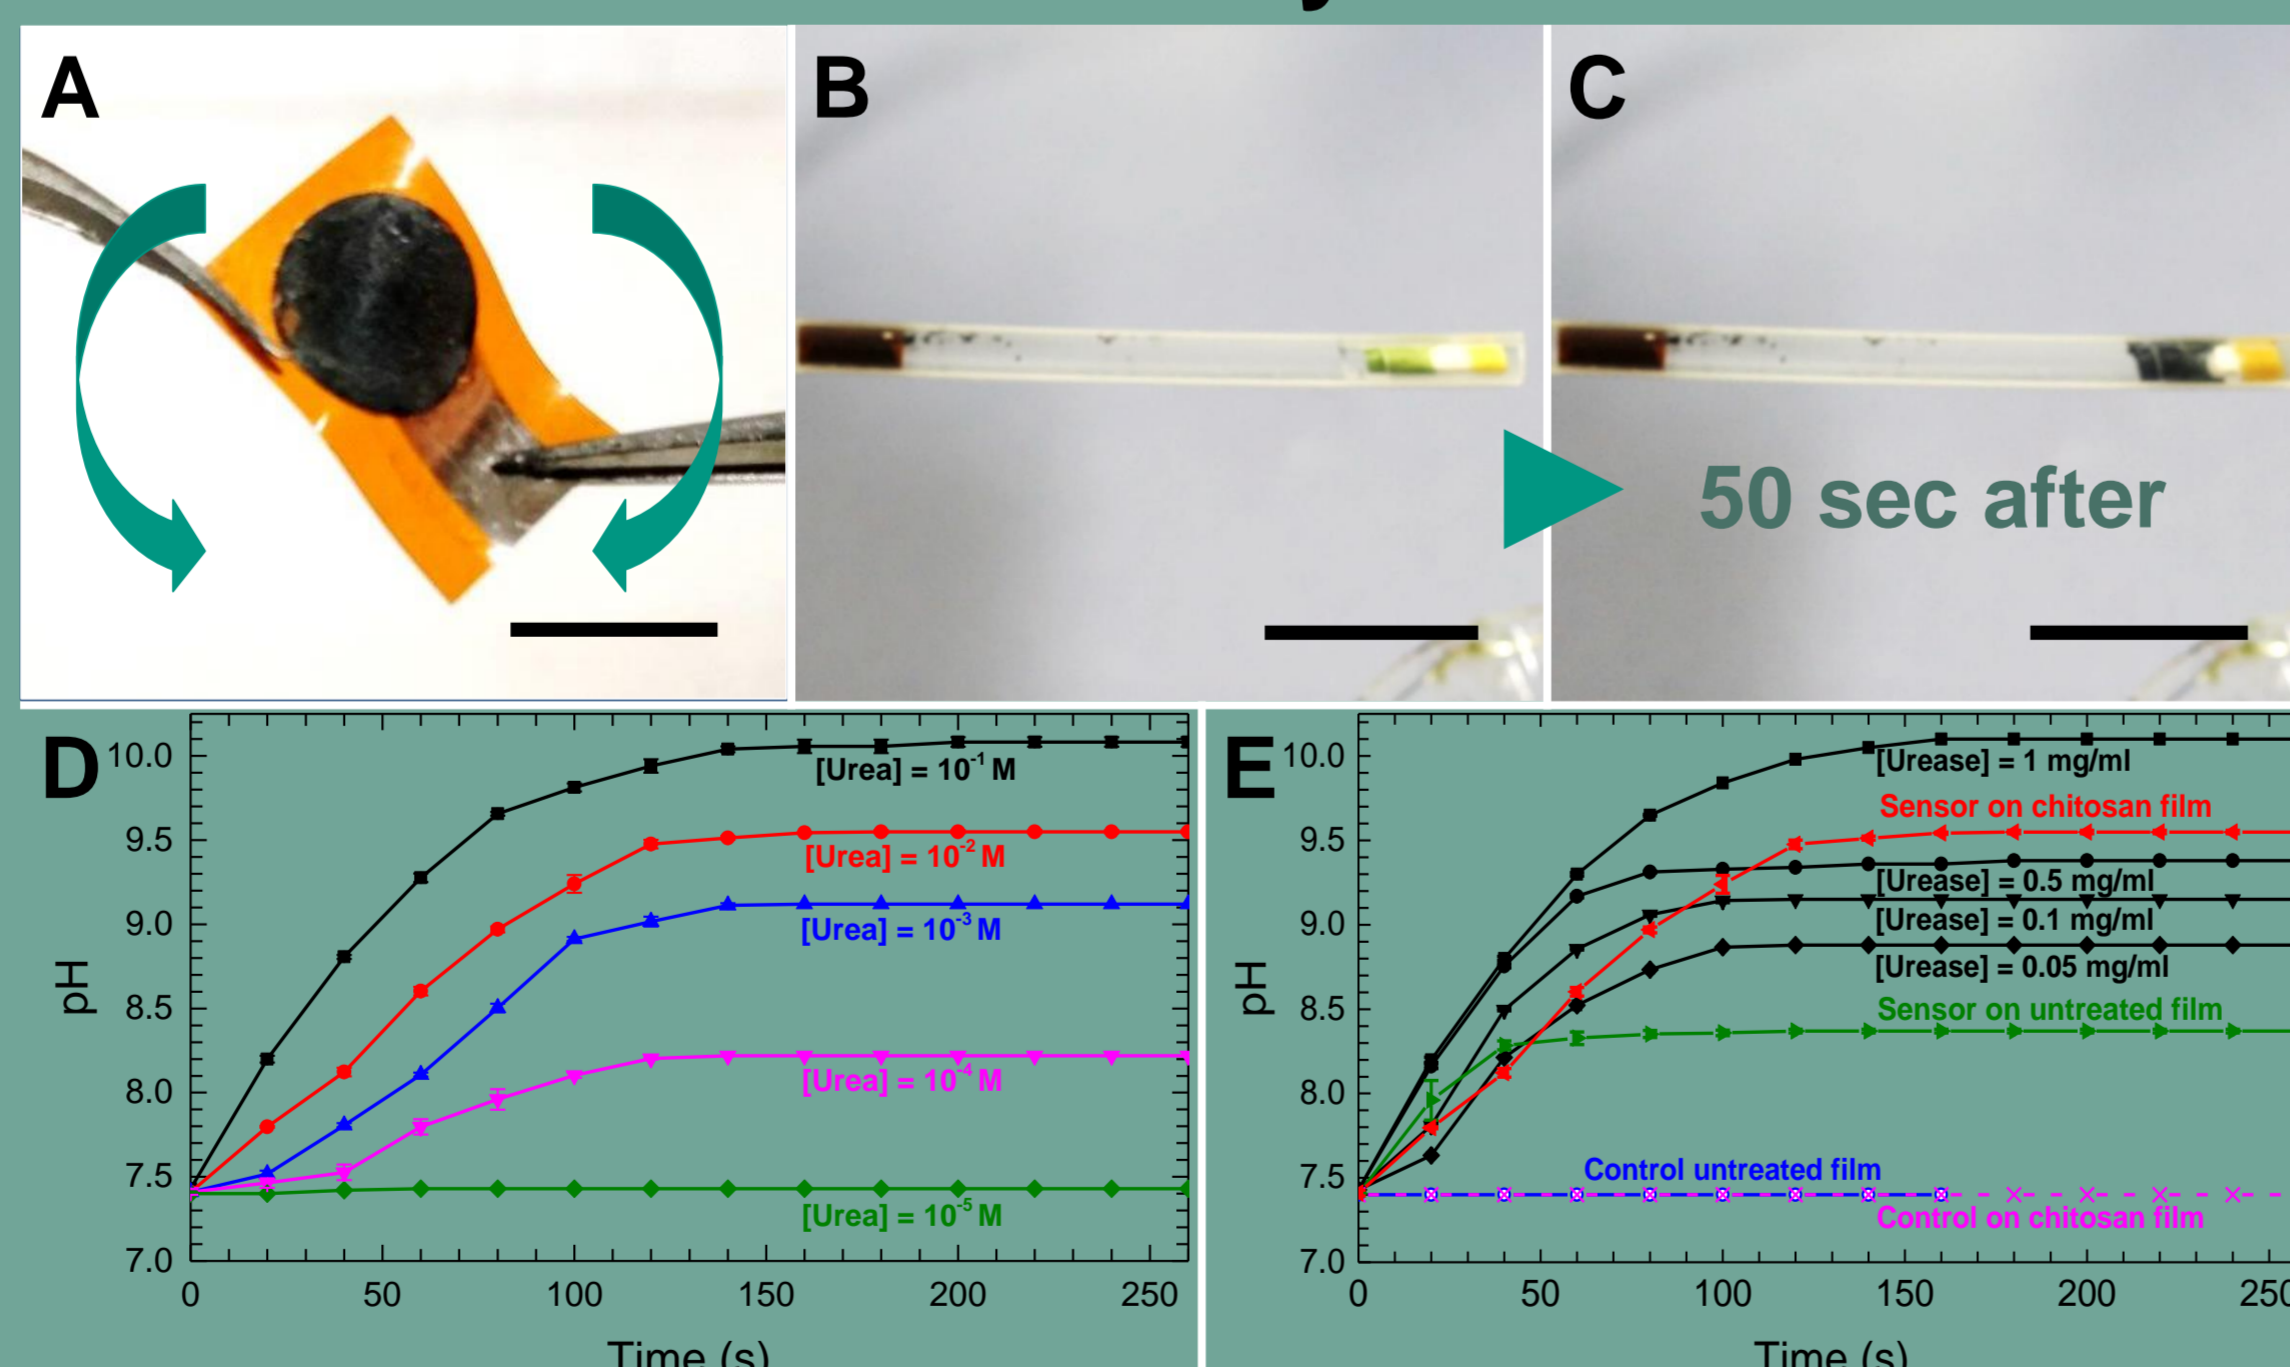 A
B
C
50 sec after
D
10.0
9.5
9.0
8.5
8.0
7.5
7.0
pH
[Urea] = 10⁻¹ M
[Urea] = 10⁻² M
[Urea] = 10⁻³ M
[Urea] = 10⁻⁴ M
[Urea] = 10⁻⁵ M
0 50 100 150 200 250
Time (s)
E
10.0
9.5
9.0
8.5
8.0
7.5
7.0
pH
[Urease] = 1 mg/ml
Sensor on chitosan film
[Urease] = 0.5 mg/ml
[Urease] = 0.1 mg/ml
[Urease] = 0.05 mg/ml
Sensor on untreated film
Control untreated film
Control on chitosan film
0 50 100 150 200 250
Time (s)